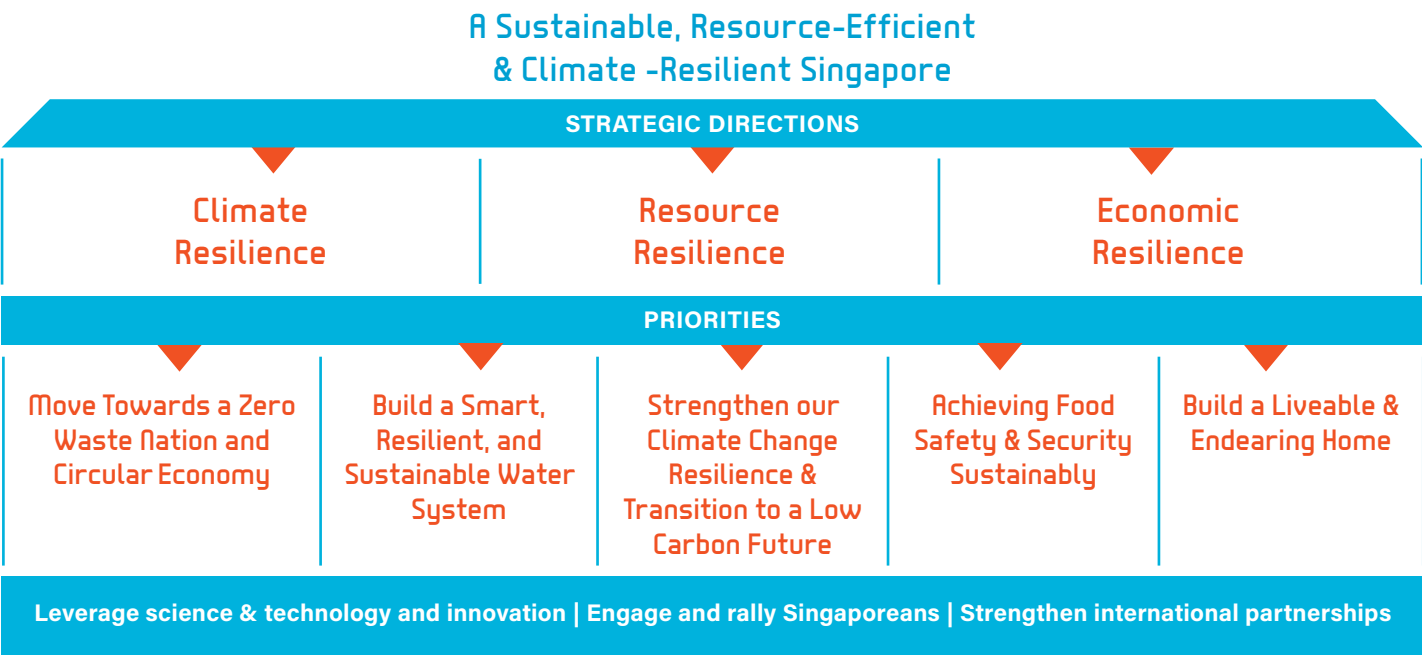 A Sustainable, Resource-Efficient
& Climate -Resilient Singapore
STRATEGIC DIRECTIONS
Climate
Resilience
Resource
Resilience
Economic
Resilience
PRIORITIES
Move Towards a Zero
Waste Nation and
Circular Economy
Build a Smart,
Resilient, and
Sustainable Water
System
Strengthen our
Climate Change
Resilience &
Transition to a Low
Carbon Future
Achieving Food
Safety & Security
Sustainably
Build a Liveable &
Endearing Home
Leverage science & technology and innovation | Engage and rally Singaporeans | Strengthen international partnerships